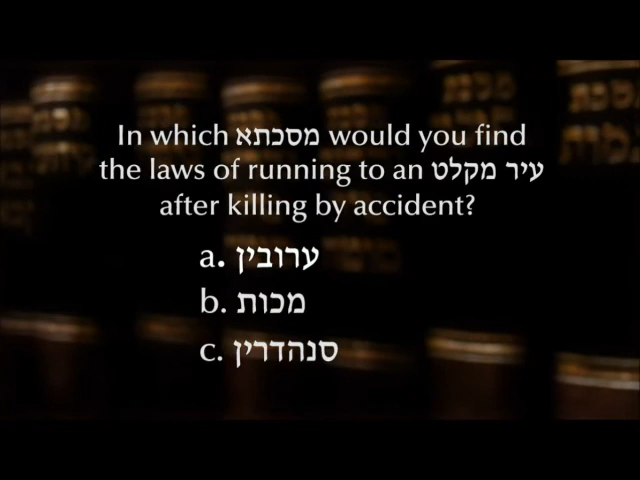 In which מסכתא would you find
the laws of running to an עיר מקלט
after killing by accident?
a. ערובין
b. מכות
c. סנהדרין